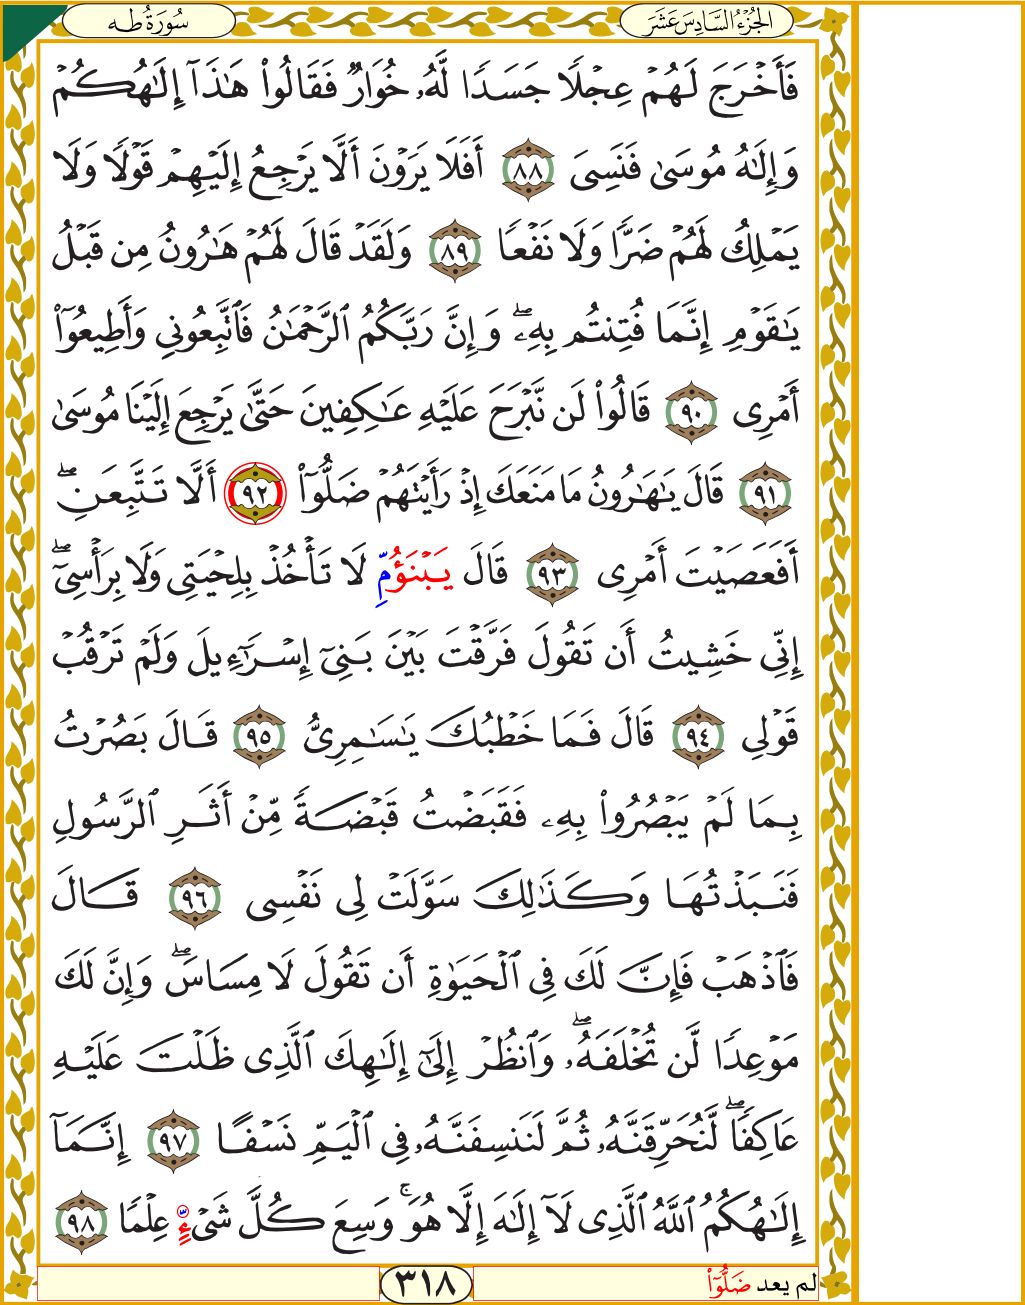 الجُزْءُ السَّادِسَ عَشَرَ
سُورَةُ طه
فَأَخْرَجَ لَهُمْ عِجْلًا جَسَدًا لَّهُۥ خُوَارٌ فَقَالُوا۟ هَـٰذَآ إِلَـٰهُكُمْ
وَإِلَـٰهُ مُوسَىٰ فَنَسِىَ ٨٨ أَفَلَا يَرَوْنَ أَلَّا يَرْجِعُ إِلَيْهِمْ قَوْلًا وَلَا
يَمْلِكُ لَهُمْ ضَرًّا وَلَا نَفْعًا ٨٩ وَلَقَدْ قَالَ لَهُمْ هَـٰرُونُ مِن قَبْلُ
يَـٰقَوْمِ إِنَّمَا فُتِنتُم بِهِۦ ۖ وَإِنَّ رَبَّكُمُ ٱلرَّحْمَـٰنُ فَٱتَّبِعُونِى وَأَطِيعُوٓا۟
أَمْرِى ٩٠ قَالُوا۟ لَن نَّبْرَحَ عَلَيْهِ عَـٰكِفِينَ حَتَّىٰ يَرْجِعَ إِلَيْنَا مُوسَىٰ
٩١ قَالَ يَـٰهَـٰرُونُ مَا مَنَعَكَ إِذْ رَأَيْتَهُمْ ضَلُّوٓا۟ ٩٢ أَلَّا تَتَّبِعَنِ ۖ
أَفَعَصَيْتَ أَمْرِى ٩٣ قَالَ يَبْنَؤُمِّ لَا تَأْخُذْ بِلِحْيَتِى وَلَا بِرَأْسِىٓ ۖ
إِنِّى خَشِيتُ أَن تَقُولَ فَرَّقْتَ بَيْنَ بَنِىٓ إِسْرَٰٓءِيلَ وَلَمْ تَرْقُبْ
قَوْلِى ٩٤ قَالَ فَمَا خَطْبُكَ يَـٰسَـٰمِرِىُّ ٩٥ قَالَ بَصُرْتُ
بِمَا لَمْ يَبْصُرُوا۟ بِهِۦ فَقَبَضْتُ قَبْضَةً مِّنْ أَثَرِ ٱلرَّسُولِ
فَنَبَذْتُهَا وَكَذَٰلِكَ سَوَّلَتْ لِى نَفْسِى ٩٦ قَالَ
فَٱذْهَبْ فَإِنَّ لَكَ فِى ٱلْحَيَوٰةِ أَن تَقُولَ لَا مِسَاسَ ۖ وَإِنَّ لَكَ
مَوْعِدًا لَّن تُخْلَفَهُۥ ۖ وَٱنظُرْ إِلَىٰٓ إِلَـٰهِكَ ٱلَّذِى ظَلْتَ عَلَيْهِ
عَاكِفًا ۖ لَّنُحَرِّقَنَّهُۥ ثُمَّ لَنَنسِفَنَّهُۥ فِى ٱلْيَمِّ نَسْفًا ٩٧ إِنَّمَآ
إِلَـٰهُكُمُ ٱللَّهُ ٱلَّذِى لَآ إِلَـٰهَ إِلَّا هُوَ ۚ وَسِعَ كُلَّ شَىْءٍ عِلْمًا ٩٨
لم يعد ضَلُّوٓا۟
٣١٨